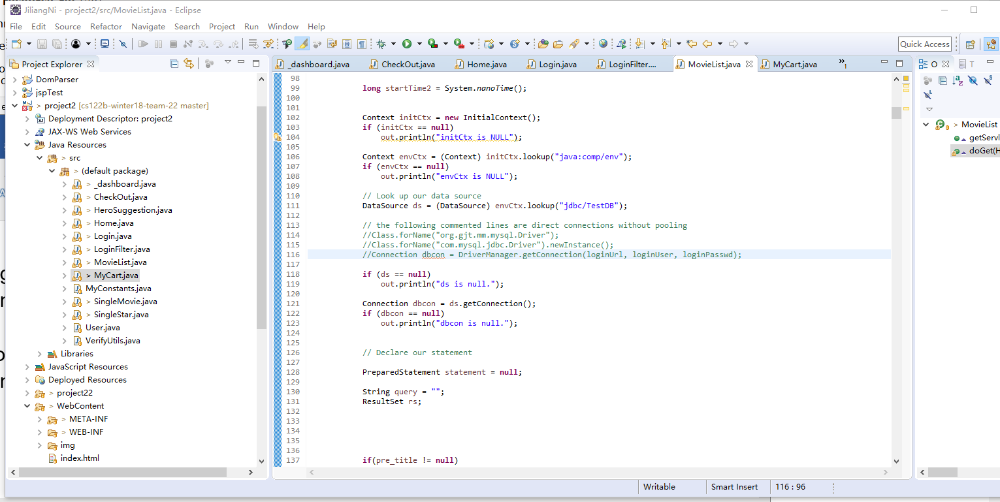 JiliangNi - project2/src/MovieList.java - Eclipse
File Edit Source Refactor Navigate Search Project Run Window Help
Quick Access
Project Explorer
DomParser
jspTest
> project2 [cs122b-winter18-team-22 master]
Deployment Descriptor: project2
JAX-WS Web Services
Java Resources
> src
> (default package)
> _dashboard.java
> CheckOut.java
> HeroSuggestion.java
> Home.java
> Login.java
> LoginFilter.java
> MovieList.java
> MyCart.java
MyConstants.java
> SingleMovie.java
> SingleStar.java
User.java
VerifyUtils.java
Libraries
JavaScript Resources
Deployed Resources
> project22
> WebContent
> META-INF
> WEB-INF
img
index.html
_dashboard.java CheckOut.java Home.java Login.java LoginFilter.... MovieList.java MyCart.java »1
98
99 long startTime2 = System.nanoTime();
100
101
102 Context initCtx = new InitialContext();
103 if (initCtx == null)
104 out.println("initCtx is NULL");
105
106 Context envCtx = (Context) initCtx.lookup("java:comp/env");
107 if (envCtx == null)
108 out.println("envCtx is NULL");
109
110 // Look up our data source
111 DataSource ds = (DataSource) envCtx.lookup("jdbc/TestDB");
112
113 // the following commented lines are direct connections without pooling
114 //Class.forName("org.gjt.mm.mysql.Driver");
115 //Class.forName("com.mysql.jdbc.Driver").newInstance();
116 //Connection dbcon = DriverManager.getConnection(loginUrl, loginUser, loginPasswd);
117
118 if (ds == null)
119 out.println("ds is null.");
120
121 Connection dbcon = ds.getConnection();
122 if (dbcon == null)
123 out.println("dbcon is null.");
124
125
126 // Declare our statement
127
128 PreparedStatement statement = null;
129
130 String query = "";
131 ResultSet rs;
132
133
134
135
136
137 if(pre_title != null)
O T
> MovieList
getServl
doGet(H
Writable Smart Insert 116 : 96